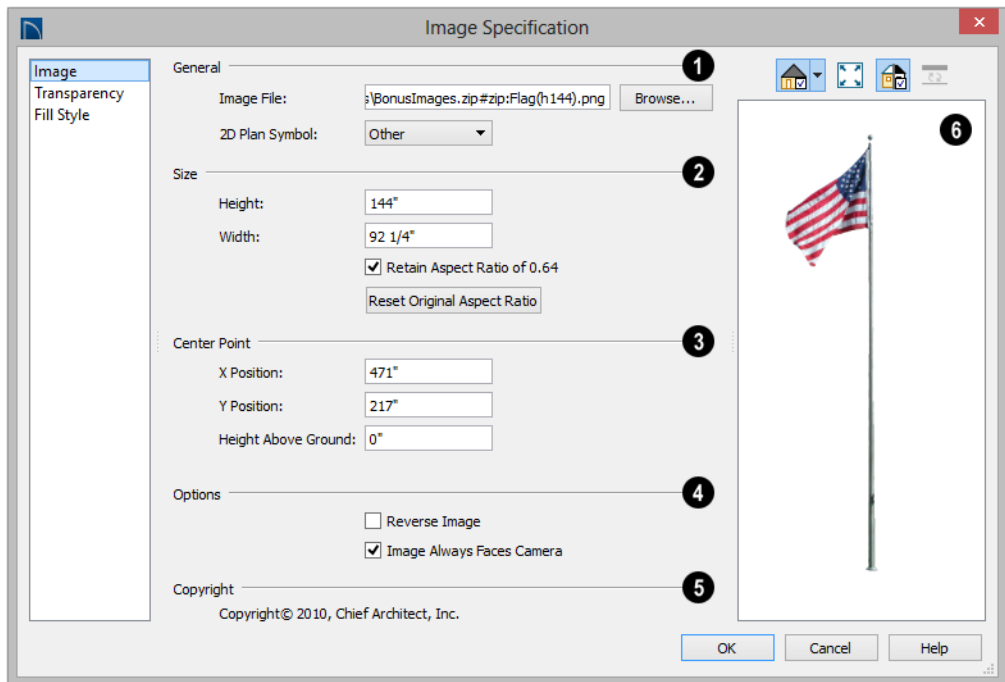 Image Specification
Image
Transparency
Fill Style
General
1
Image File:
s\BonusImages.zip#zip:Flag(h144).png
Browse...
2D Plan Symbol:
Other
Size
2
Height:
144"
Width:
92 1/4"
Retain Aspect Ratio of 0.64
Reset Original Aspect Ratio
Center Point
3
X Position:
471"
Y Position:
217"
Height Above Ground:
0"
Options
4
Reverse Image
Image Always Faces Camera
Copyright
5
Copyright© 2010, Chief Architect, Inc.
6
OK
Cancel
Help